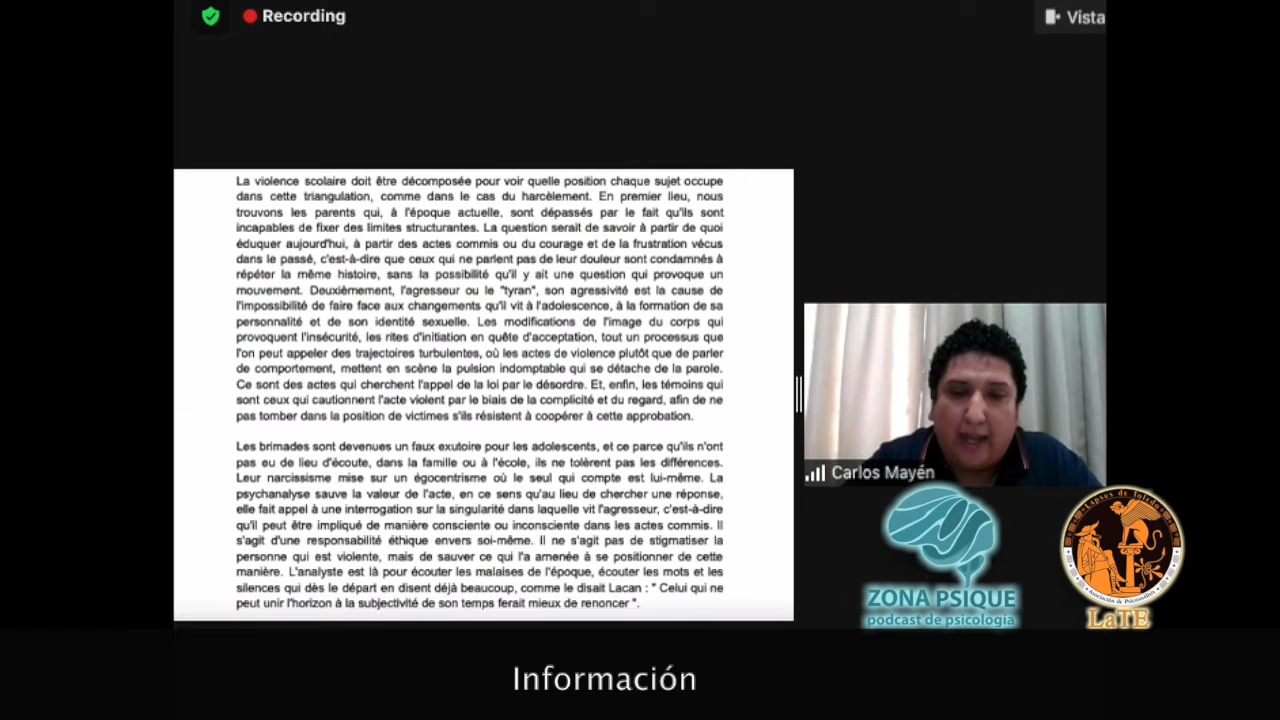 Recording
Vista
La violence scolaire doit être décomposée pour voir quelle position chaque sujet occupe
dans cette triangulation, comme dans le cas du harcèlement. En premier lieu, nous
trouvons les parents qui, à l'époque actuelle, sont dépassés par le fait qu'ils sont
incapables de fixer des limites structurantes. La question serait de savoir à partir de quoi
éduquer aujourd'hui, à partir des actes commis ou du courage et de la frustration vécus
dans le passé, c'est-à-dire que ceux qui ne parlent pas de leur douleur sont condamnés à
répéter la même histoire, sans la possibilité qu'il y ait une question qui provoque un
mouvement. Deuxièmement, l'agresseur ou le "tyran", son agressivité est la cause de
l'impossibilité de faire face aux changements qu'il vit à l'adolescence, à la formation de sa
personnalité et de son identité sexuelle. Les modifications de l'image du corps qui
provoquent l'insécurité, les rites d'initiation en quête d'acceptation, tout un processus que
l'on peut appeler des trajectoires turbulentes, où les actes de violence plutôt que de parler
de comportement, mettent en scène la pulsion indomptable qui se détache de la parole.
Ce sont des actes qui cherchent l'appel de la loi par le désordre. Et, enfin, les témoins qui
sont ceux qui cautionnent l'acte violent par le biais de la complicité et du regard, afin de ne
pas tomber dans la position de victimes s'ils résistent à coopérer à cette approbation.
Les brimades sont devenues un faux exutoire pour les adolescents, et ce parce qu'ils n'ont
pas eu de lieu d'écoute, dans la famille ou à l'école, ils ne tolèrent pas les différences.
Leur narcissisme mise sur un égocentrisme où le seul qui compte est lui-même. La
psychanalyse sauve la valeur de l'acte, en ce sens qu'au lieu de chercher une réponse,
elle fait appel à une interrogation sur la singularité dans laquelle vit l'agresseur, c'est-à-dire
qu'il peut être impliqué de manière consciente ou inconsciente dans les actes commis. Il
s'agit d'une responsabilité éthique envers soi-même. Il ne s'agit pas de stigmatiser la
personne qui est violente, mais de sauver ce qui l'a amenée à se positionner de cette
manière. L'analyste est là pour écouter les malaises de l'époque, écouter les mots et les
silences qui dès le départ en disent déjà beaucoup, comme le disait Lacan : " Celui qui ne
peut unir l'horizon à la subjectivité de son temps ferait mieux de renoncer ".
Carlos Mayén
ZONA PSIQUE
podcast de psicología
Lapsus de Toledo
Asociación de Psicoanálisis
LaTE
Información